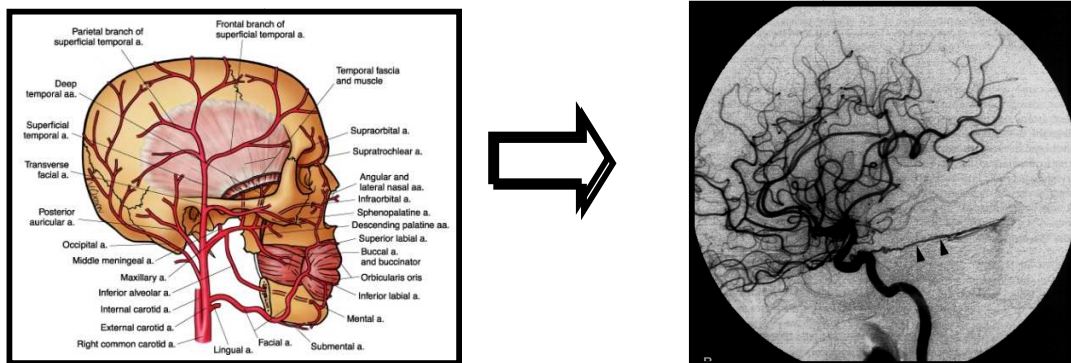 Parietal branch of
superficial temporal a.
Frontal branch of
superficial temporal a.
Temporal fascia
and muscle
Deep
temporal aa.
Superficial
temporal a.
Transverse
facial a.
Posterior
auricular a.
Occipital a.
Middle meningeal a.
Maxillary a.
Inferior alveolar a.
Internal carotid a.
External carotid a.
Right common carotid a.
Supraorbital a.
Supratrochlear a.
Angular and
lateral nasal aa.
Infraorbital a.
Sphenopalatine a.
Descending palatine aa.
Superior labial a.
Buccal a.
and buccinator
Orbicularis oris
Inferior labial a.
Mental a.
Submental a.
Facial a.
Lingual a.